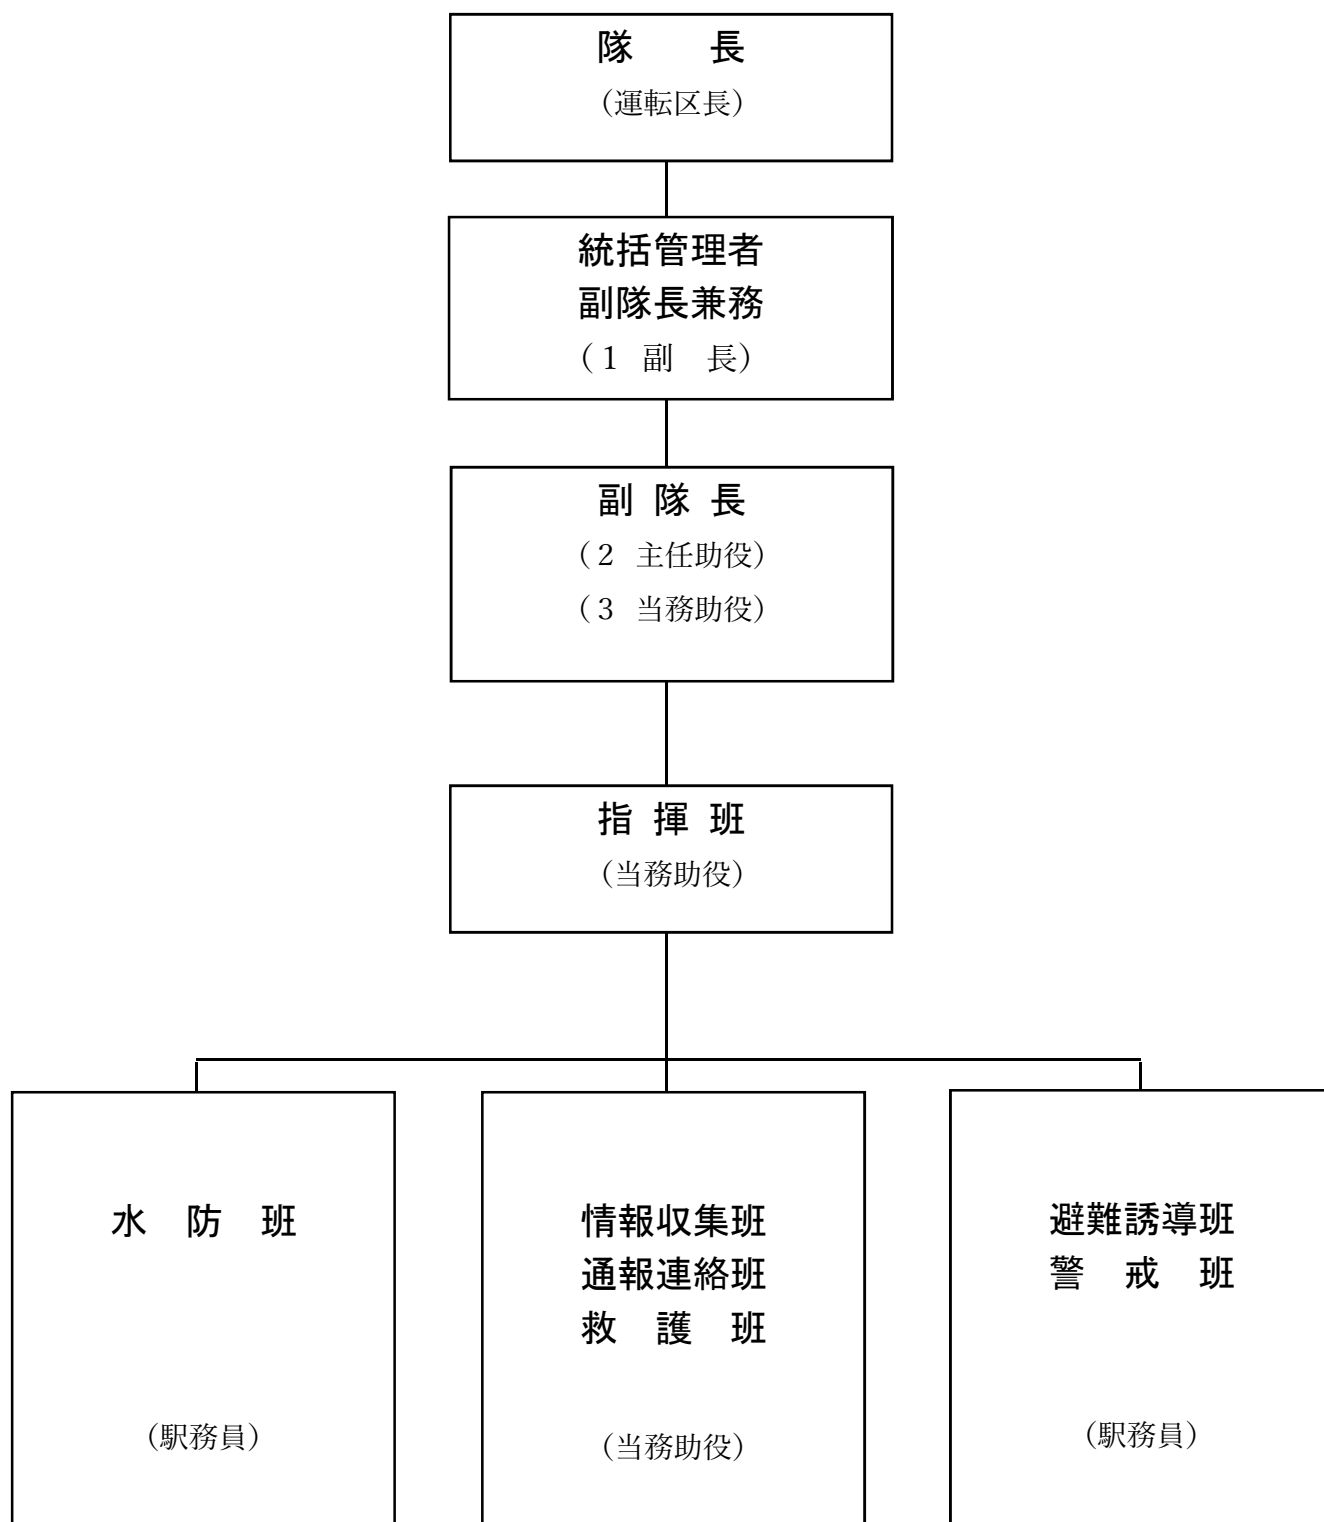 隊　　長
（運転区長）
統括管理者
副隊長兼務
（１ 副　長）
副 隊 長
（２ 主任助役）
（３ 当務助役）
指 揮 班
（当務助役）
水　防　班
（駅務員）
情報収集班
通報連絡班
救　護　班
（当務助役）
避難誘導班
警　戒　班
（駅務員）